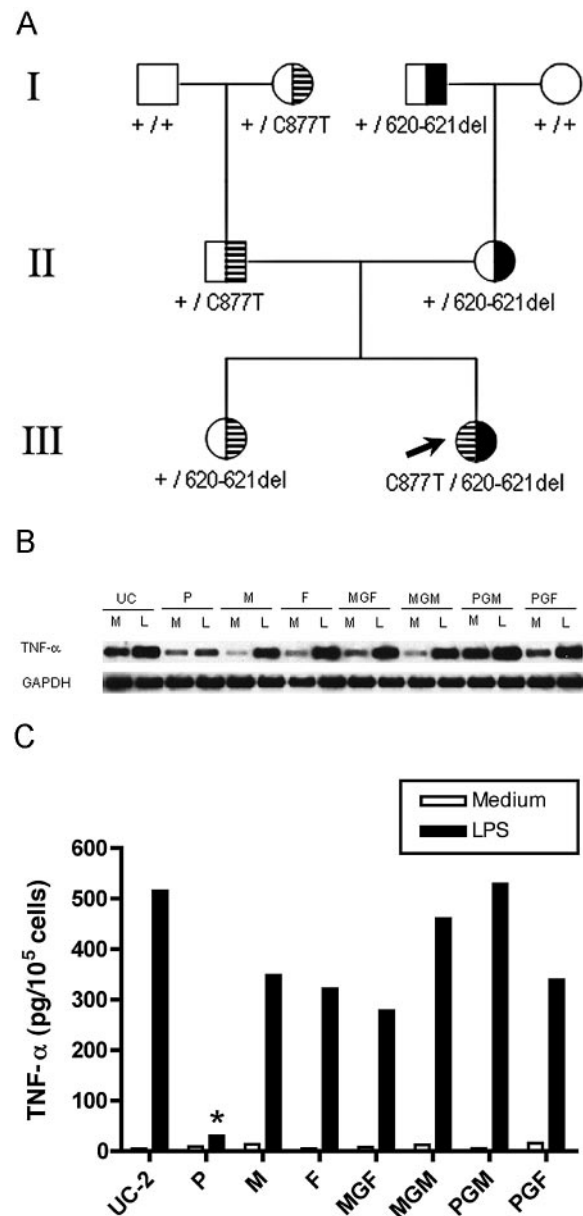 A
I
+ / +
+ / C877T
+ / 620-621del
+ / +
II
+ / C877T
+ / 620-621del
III
+ / 620-621del
C877T / 620-621del
B
UC P M F MGF MGM PGM PGF
M L M L M L M L M L M L M L M L
TNF-α
GAPDH
C
Medium
LPS
TNF-α (pg/10⁵ cells)
600
500
400
300
200
100
0
*
UC-2 P M F MGF MGM PGM PGF